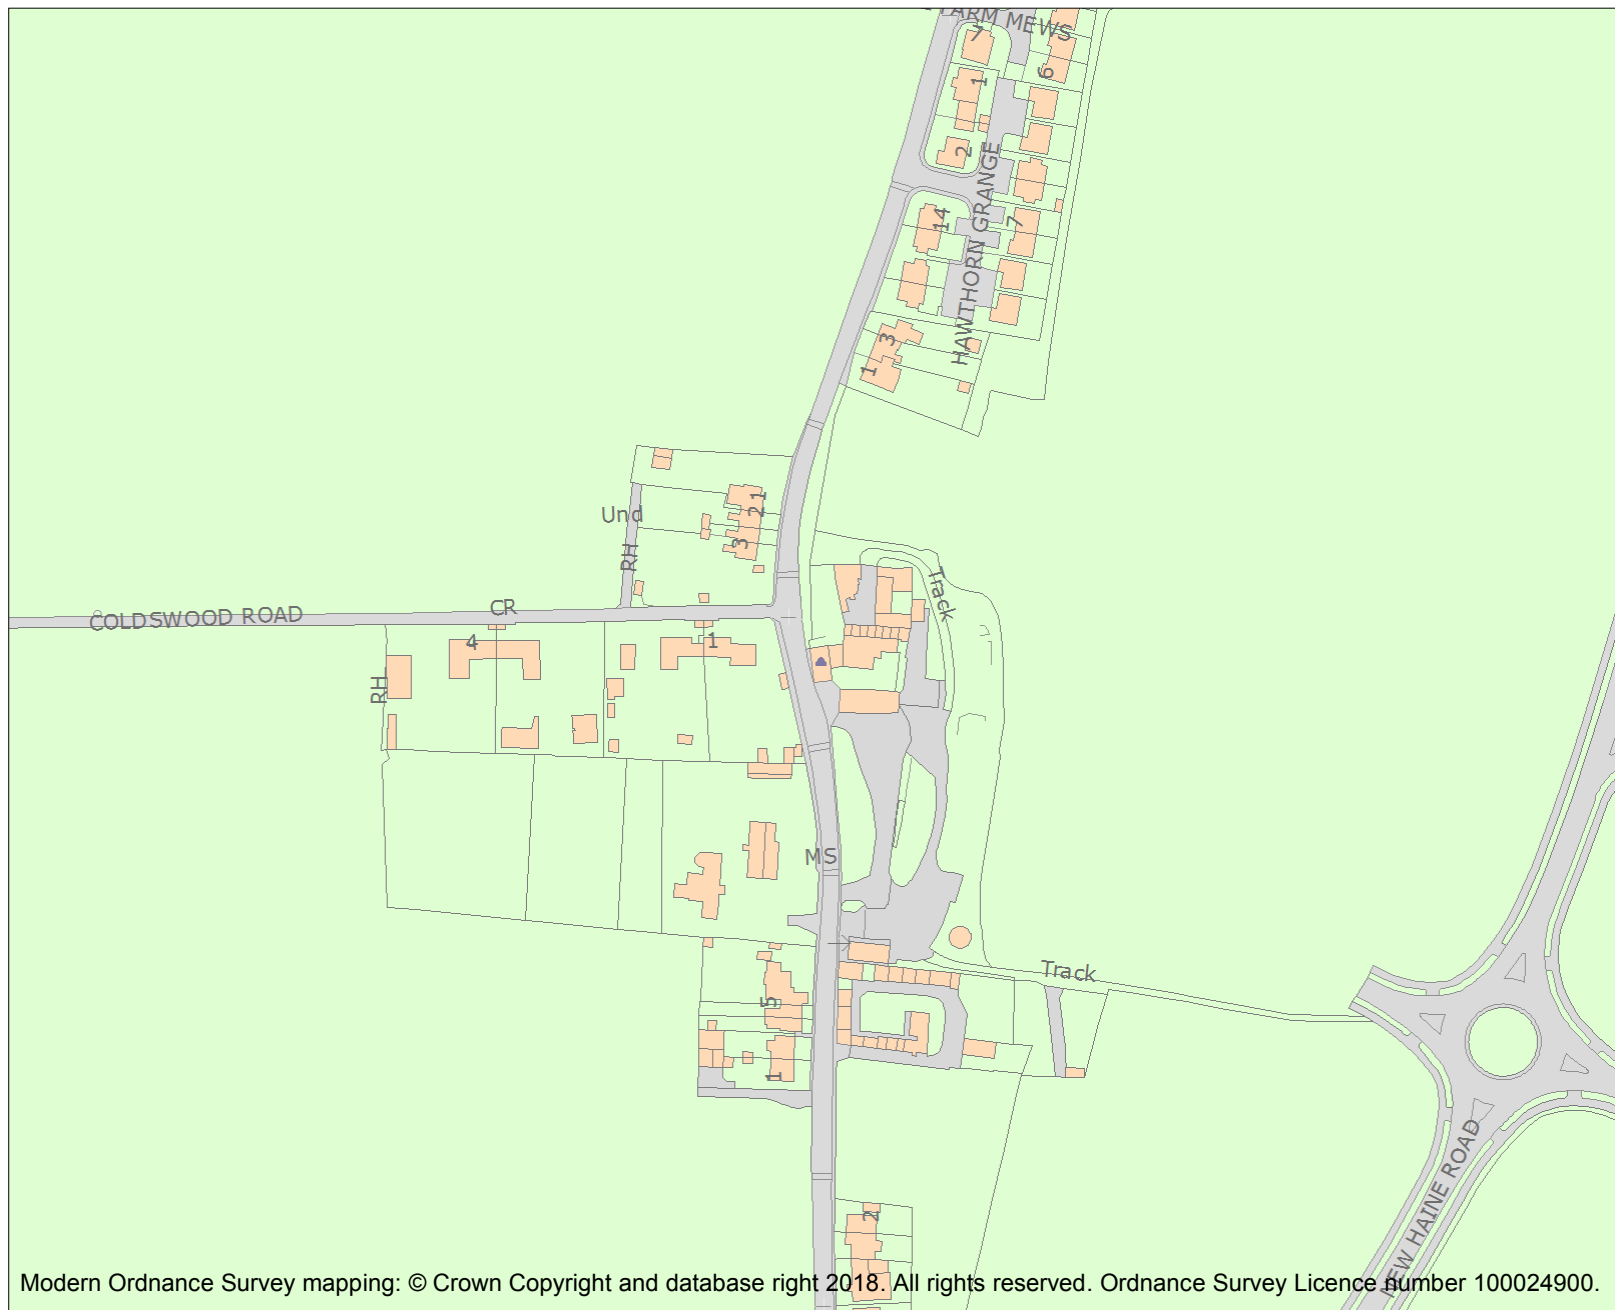 FARM MEWS
7
1
6
2
HAWTHORN GRANGE
14
7
3
1
Und
1
2
3
RH
Track
COLDSWOOD ROAD
CR
4
1
RH
MS
Track
5
1
NEW HAINE ROAD
2
Modern Ordnance Survey mapping: © Crown Copyright and database right 2018. All rights reserved. Ordnance Survey Licence number 100024900.